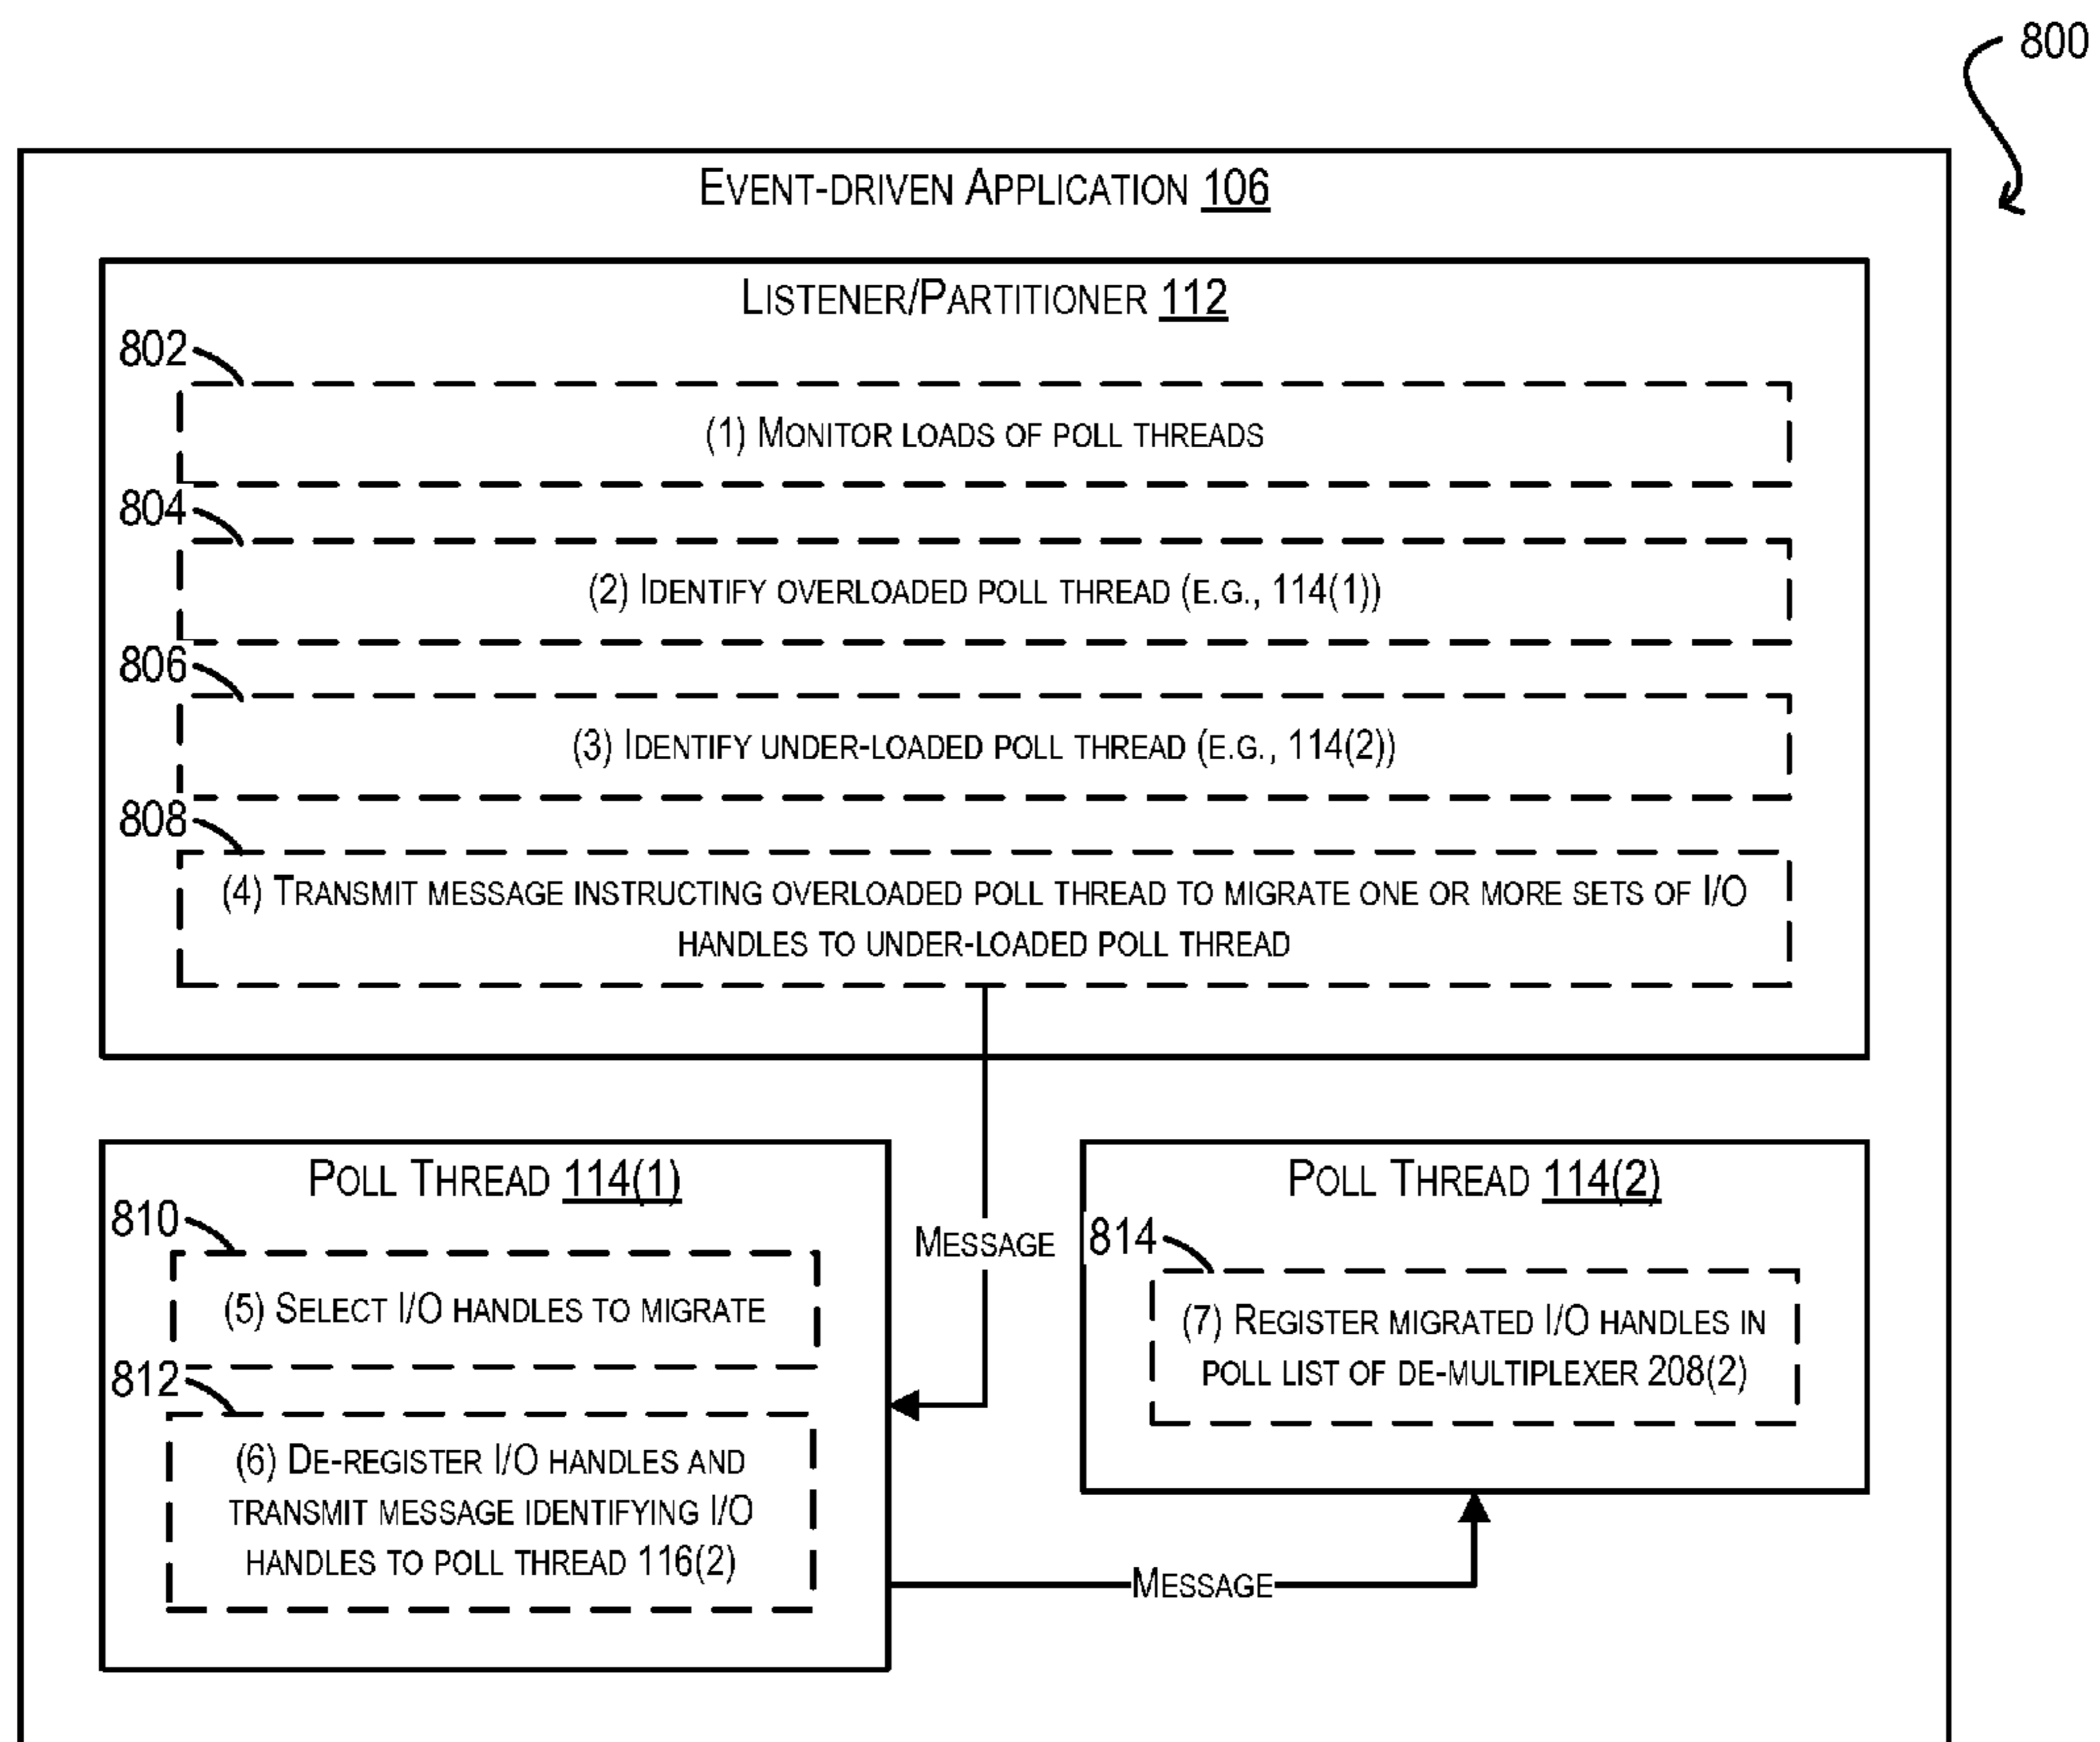 800
EVENT-DRIVEN APPLICATION 106
LISTENER/PARTITIONER 112
802
(1) MONITOR LOADS OF POLL THREADS
804
(2) IDENTIFY OVERLOADED POLL THREAD (E.G., 114(1))
806
(3) IDENTIFY UNDER-LOADED POLL THREAD (E.G., 114(2))
808
(4) TRANSMIT MESSAGE INSTRUCTING OVERLOADED POLL THREAD TO MIGRATE ONE OR MORE SETS OF I/O
HANDLES TO UNDER-LOADED POLL THREAD
POLL THREAD 114(1)
810
(5) SELECT I/O HANDLES TO MIGRATE
812
(6) DE-REGISTER I/O HANDLES AND
TRANSMIT MESSAGE IDENTIFYING I/O
HANDLES TO POLL THREAD 116(2)
MESSAGE
POLL THREAD 114(2)
814
(7) REGISTER MIGRATED I/O HANDLES IN
POLL LIST OF DE-MULTIPLEXER 208(2)
MESSAGE